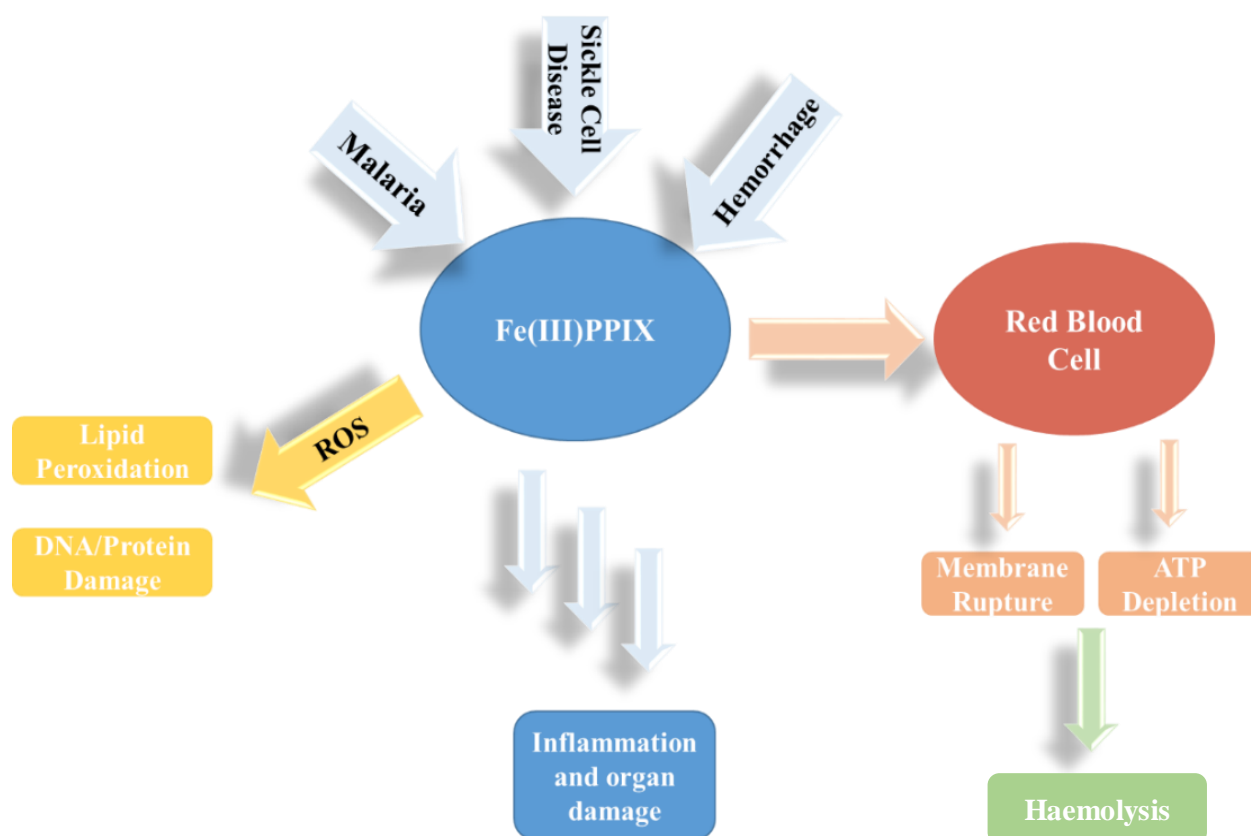 Sickle Cell
Disease
Malaria
Hemorrhage
Fe(III)PPIX
Red Blood
Cell
ROS
Lipid
Peroxidation
DNA/Protein
Damage
Membrane
Rupture
ATP
Depletion
Inflammation
and organ
damage
Haemolysis